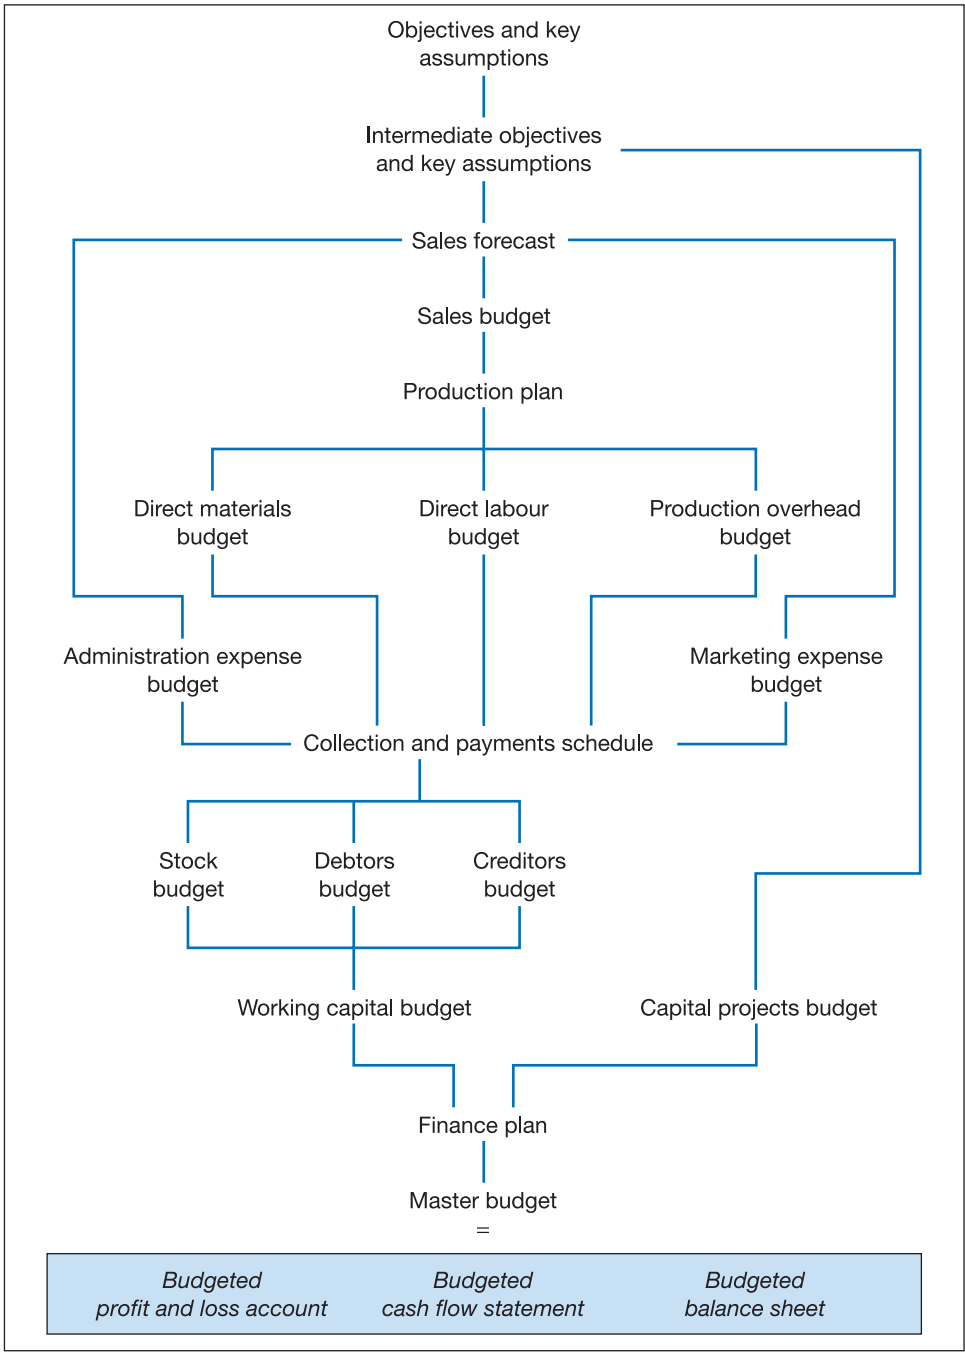 Objectives and key
assumptions
Intermediate objectives
and key assumptions
Sales forecast
Sales budget
Production plan
Direct materials
budget
Direct labour
budget
Production overhead
budget
Administration expense
budget
Marketing expense
budget
Collection and payments schedule
Stock
budget
Debtors
budget
Creditors
budget
Working capital budget
Capital projects budget
Finance plan
Master budget
=
Budgeted
profit and loss account
Budgeted
cash flow statement
Budgeted
balance sheet